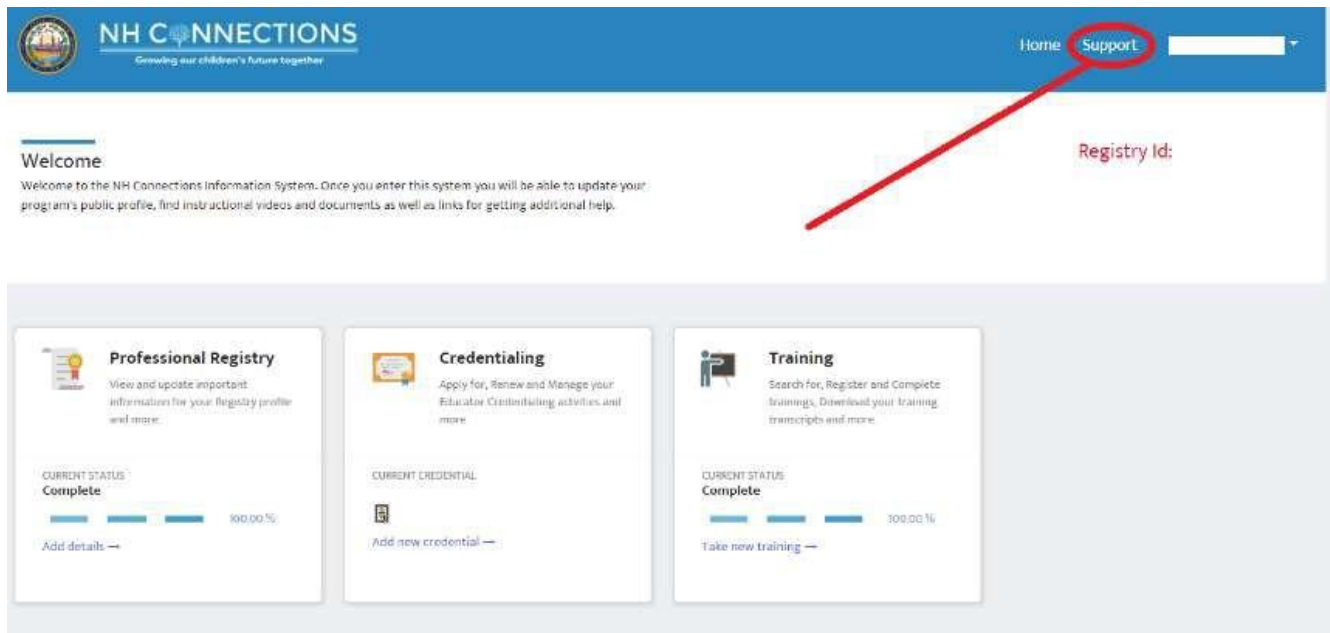 NH CONNECTIONS
Growing our children's future together
Home Support
Welcome
Registry Id:
Welcome to the NH Connections Information System. Once you enter this system you will be able to update your
program's public profile, find instructional videos and documents as well as links for getting additional help.
Professional Registry
View and update important
information for your Registry profile
and more
Credentialing
Apply for, Renew and Manage your
Educator Credentialing activities and
more
Training
Search for, Register and Complete
trainings, Download your training
transcripts and more
CURRENT STATUS
Complete
100.00 %
Add details →
CURRENT CREDENTIAL
Add new credential →
CURRENT STATUS
Complete
100.00 %
Take new training →